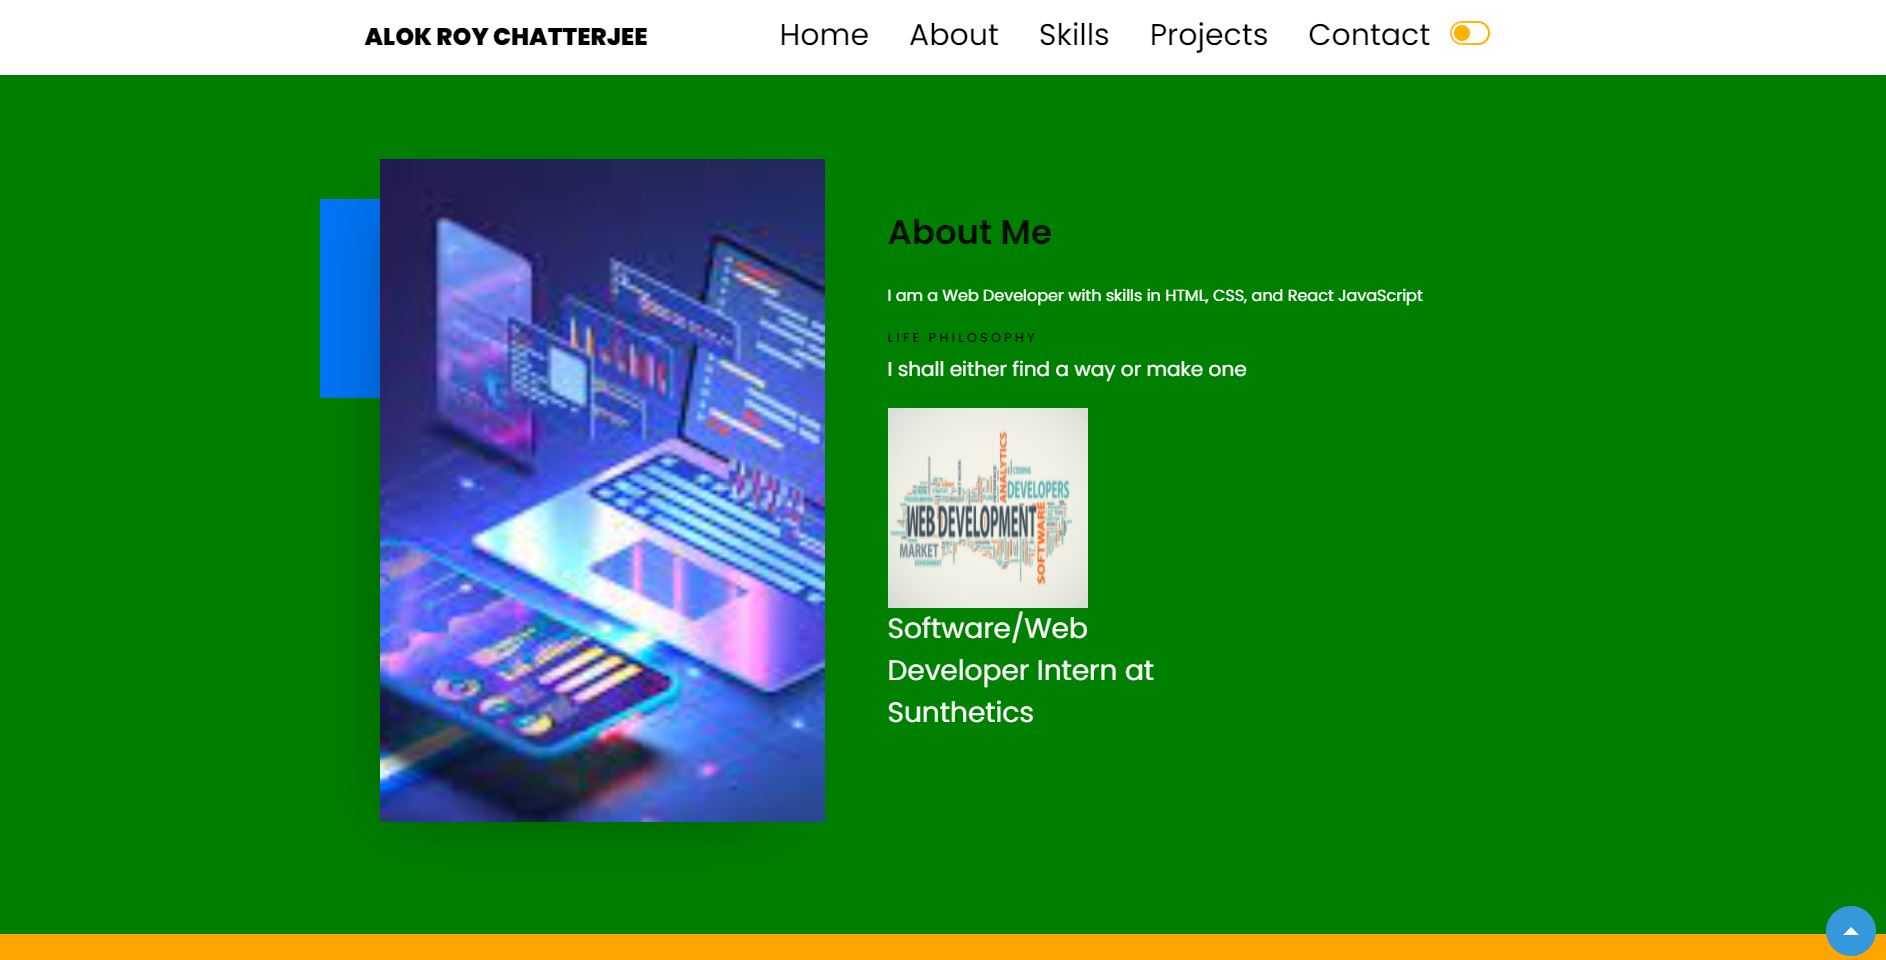 ALOK ROY CHATTERJEE
Home About Skills Projects Contact
About Me
I am a Web Developer with skills in HTML, CSS, and React JavaScript
LIFE PHILOSOPHY
I shall either find a way or make one
ANALYTICS
CODING
DEVELOPERS
WEB DEVELOPMENT
SOFTWARE
MARKET
ENVIRONMENT
Software/Web
Developer Intern at
Sunthetics